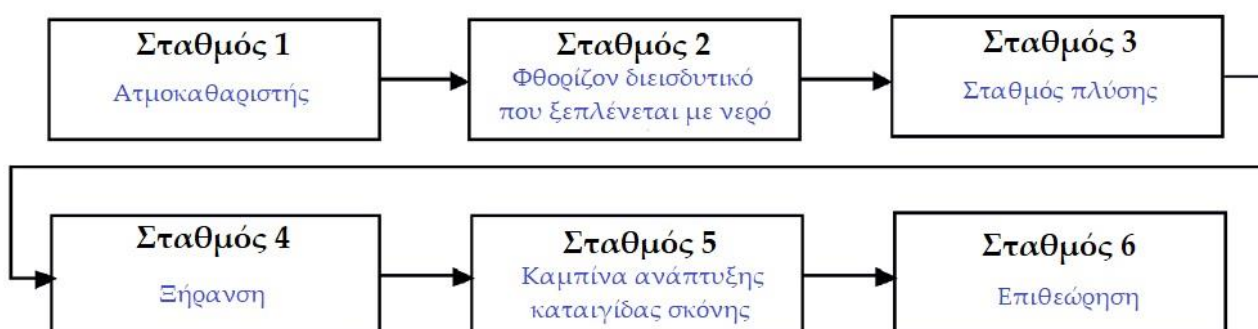 Σταθμός 1
Ατμοκαθαριστής
Σταθμός 2
Φθορίζον διεισδυτικό
που ξεπλένεται με νερό
Σταθμός 3
Σταθμός πλύσης
Σταθμός 4
Ξήρανση
Σταθμός 5
Καμπίνα ανάπτυξης
καταιγίδας σκόνης
Σταθμός 6
Επιθεώρηση